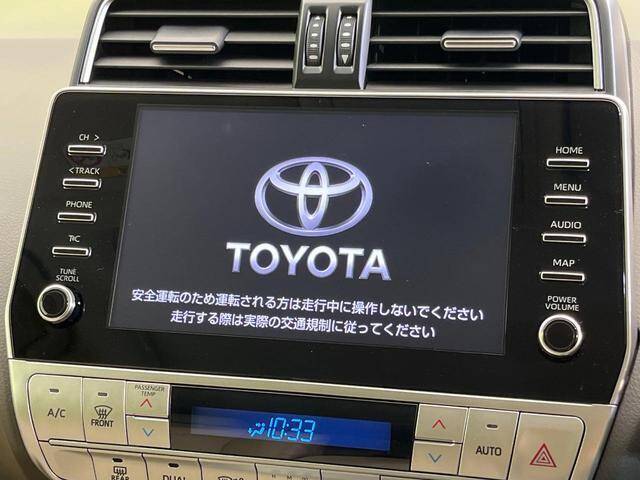 CH >
< TRACK
PHONE
TUNE
SCROLL
HOME
MENU
AUDIO
MAP
POWER
VOLUME
TOYOTA
安全運転のため運転される方は走行中に操作しないでください
走行する際は実際の交通規制に従ってください
A/C
FRONT
PASSENGER
TEMP
10:33
AUTO
REAR
DUAL